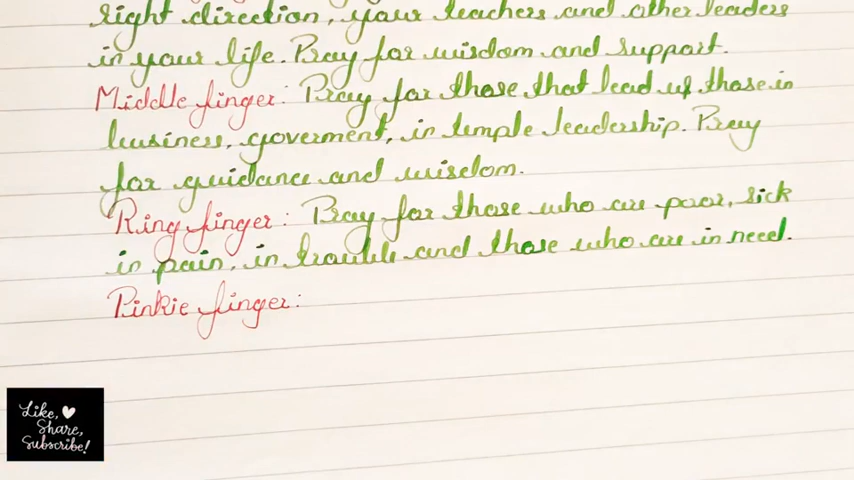 right direction, your teachers and other leaders
in your life. Pray for wisdom and support.
Middle finger: Pray for those that lead us those in
business, goverment, in temple leadership. Pray
for guidance and wisdom.
Ring finger: Pray for those who are poor, sick
in pain, in trouble and those who are in need.
Pinkie finger:
Like,
Share,
Subscribe!